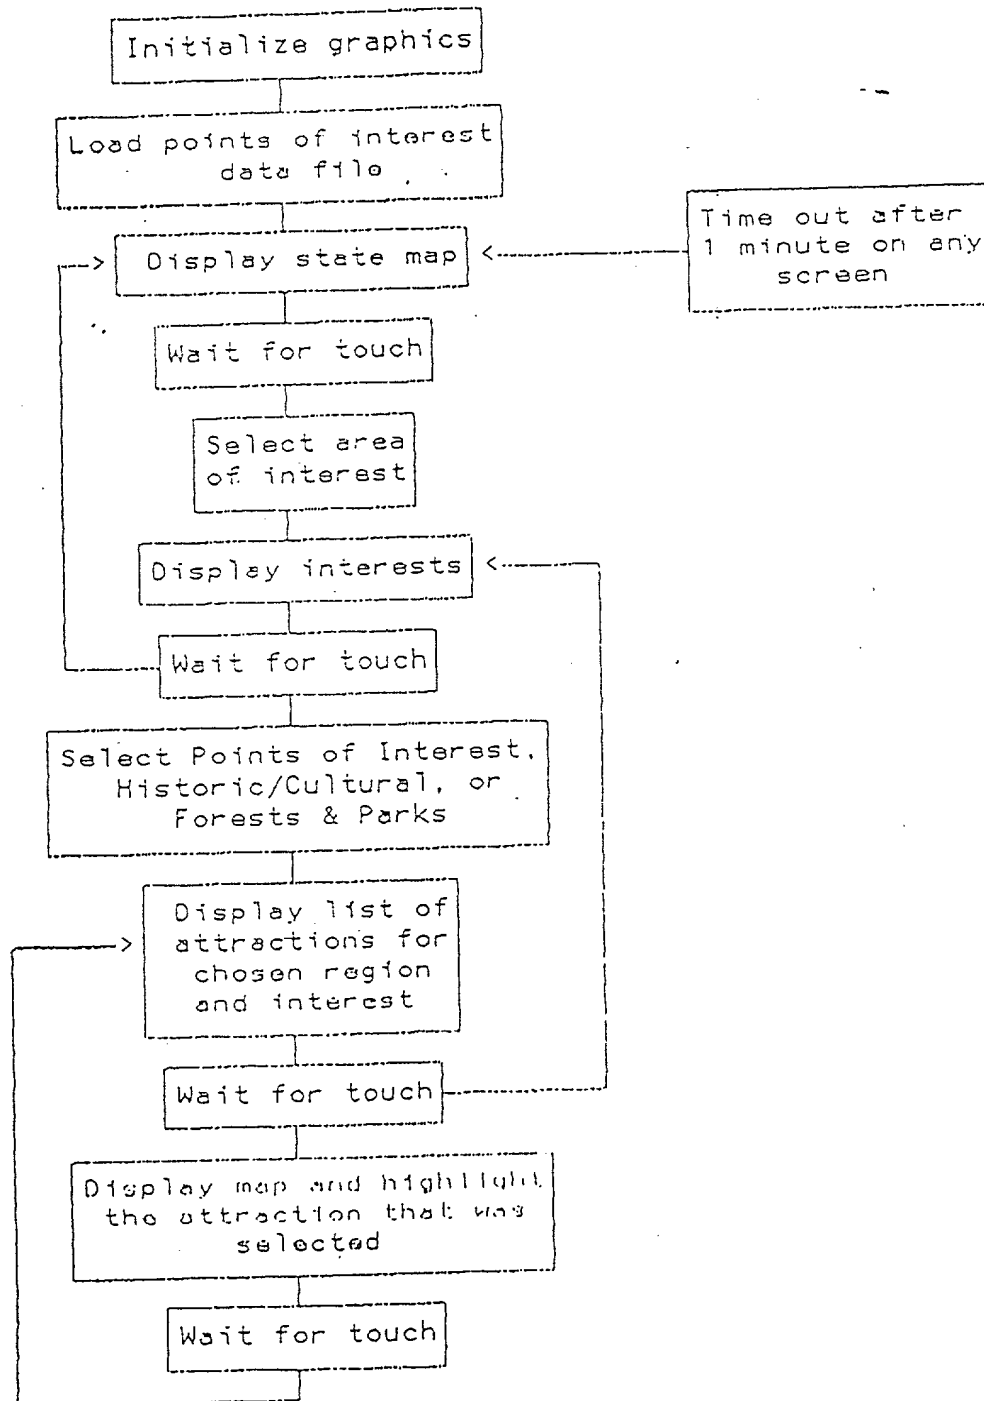 Initialize graphics
Load points of interest
data file
Time out after
1 minute on any
screen
Display state map
Wait for touch
Select area
of interest
Display interests
Wait for touch
Select Points of Interest,
Historic/Cultural, or
Forests & Parks
Display list of
attractions for
chosen region
and interest
Wait for touch
Display map and highlight
the attraction that was
selected
Wait for touch